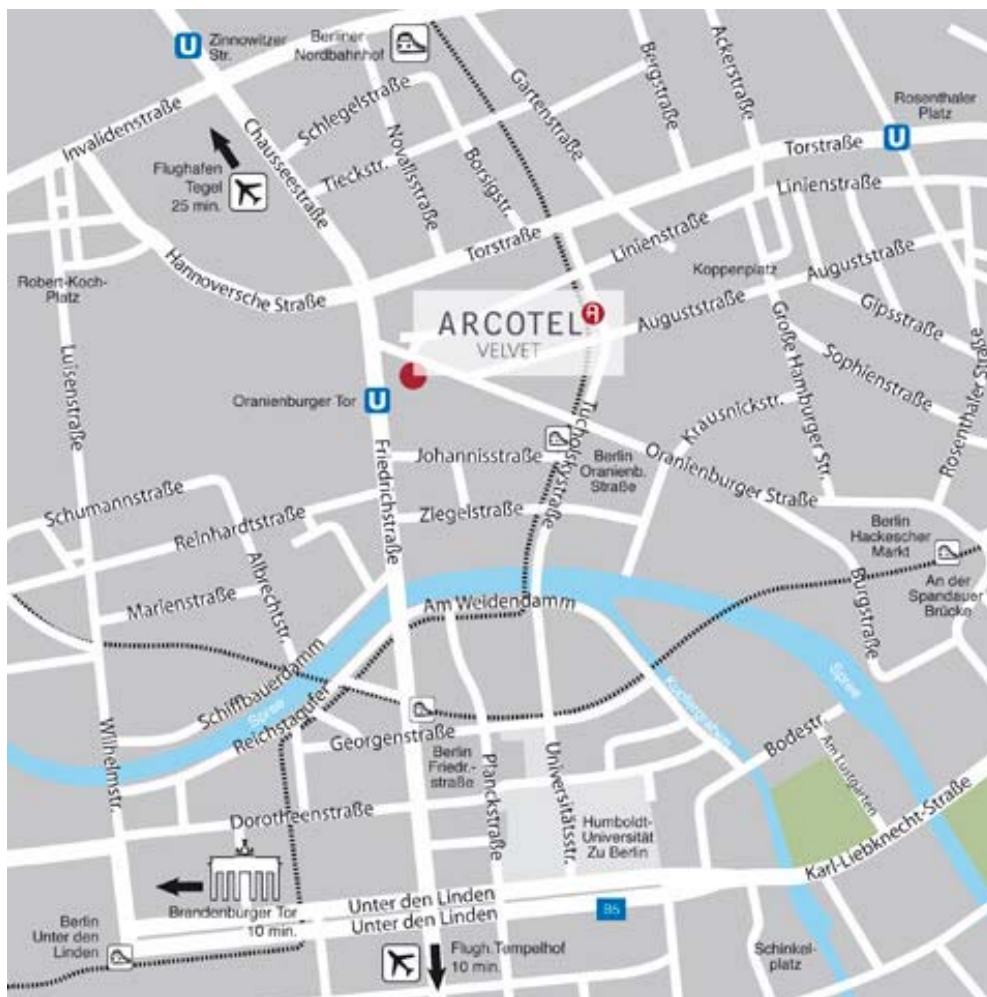 U Zinnowitzer
Str.
Berliner
Nordbahnhof
Invalidenstraße
Chausseestraße
Schlegelstraße
Novalisstraße
Borsigstr.
Tieckstr.
Gartenstraße
Bergstraße
Ackerstraße
Rosenthaler
Platz
U
Torstraße
Linienstraße
Flughafen
Tegel
25 min.
Hannoversche Straße
Torstraße
Linienstraße
Robert-Koch-
Platz
Luisenstraße
Koppenplatz
Auguststraße
Gipsstraße
Auguststraße
Große Hamburger Str.
Sophienstraße
Rosenthaler Straße
ARCOTEL
VELVET
A
Oranienburger Tor U
Friedrichstraße
Johannisstraße
Tucholskystraße
Berlin
Oranienb.
Straße
Krausnickstr.
Oranienburger Straße
Schumannstraße
Reinhardtstraße
Ziegelstraße
Albrechtstr.
Marienstraße
Berlin
Hackescher
Markt
An der
Spandauer
Brücke
Burgstraße
Am Weidendamm
Schiffbauerdamm
Spree
Reichstagufer
Kupfergraben
Spree
Wilhelmstr.
Georgenstraße
Berlin
Friedr.-
straße
Planckstraße
Universitätsstr.
Bodestr.
Am Lustgarten
Dorotheenstraße
Humboldt-
Universität
Zu Berlin
Karl-Liebknecht-Straße
Brandenburger Tor
10 min.
Unter den Linden
Unter den Linden
B5
Berlin
Unter den
Linden
Flugh. Tempelhof
10 min.
Schinkel-
platz